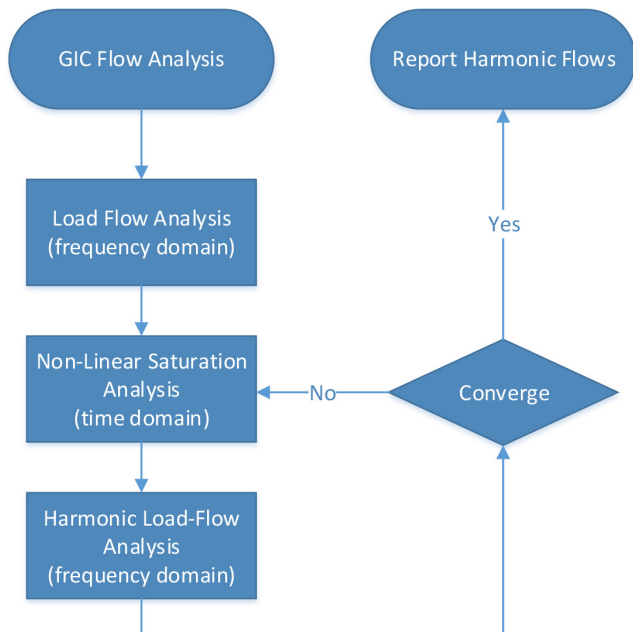 GIC Flow Analysis
Load Flow Analysis
(frequency domain)
Non-Linear Saturation
Analysis
(time domain)
Harmonic Load-Flow
Analysis
(frequency domain)
Report Harmonic Flows
Yes
No
Converge